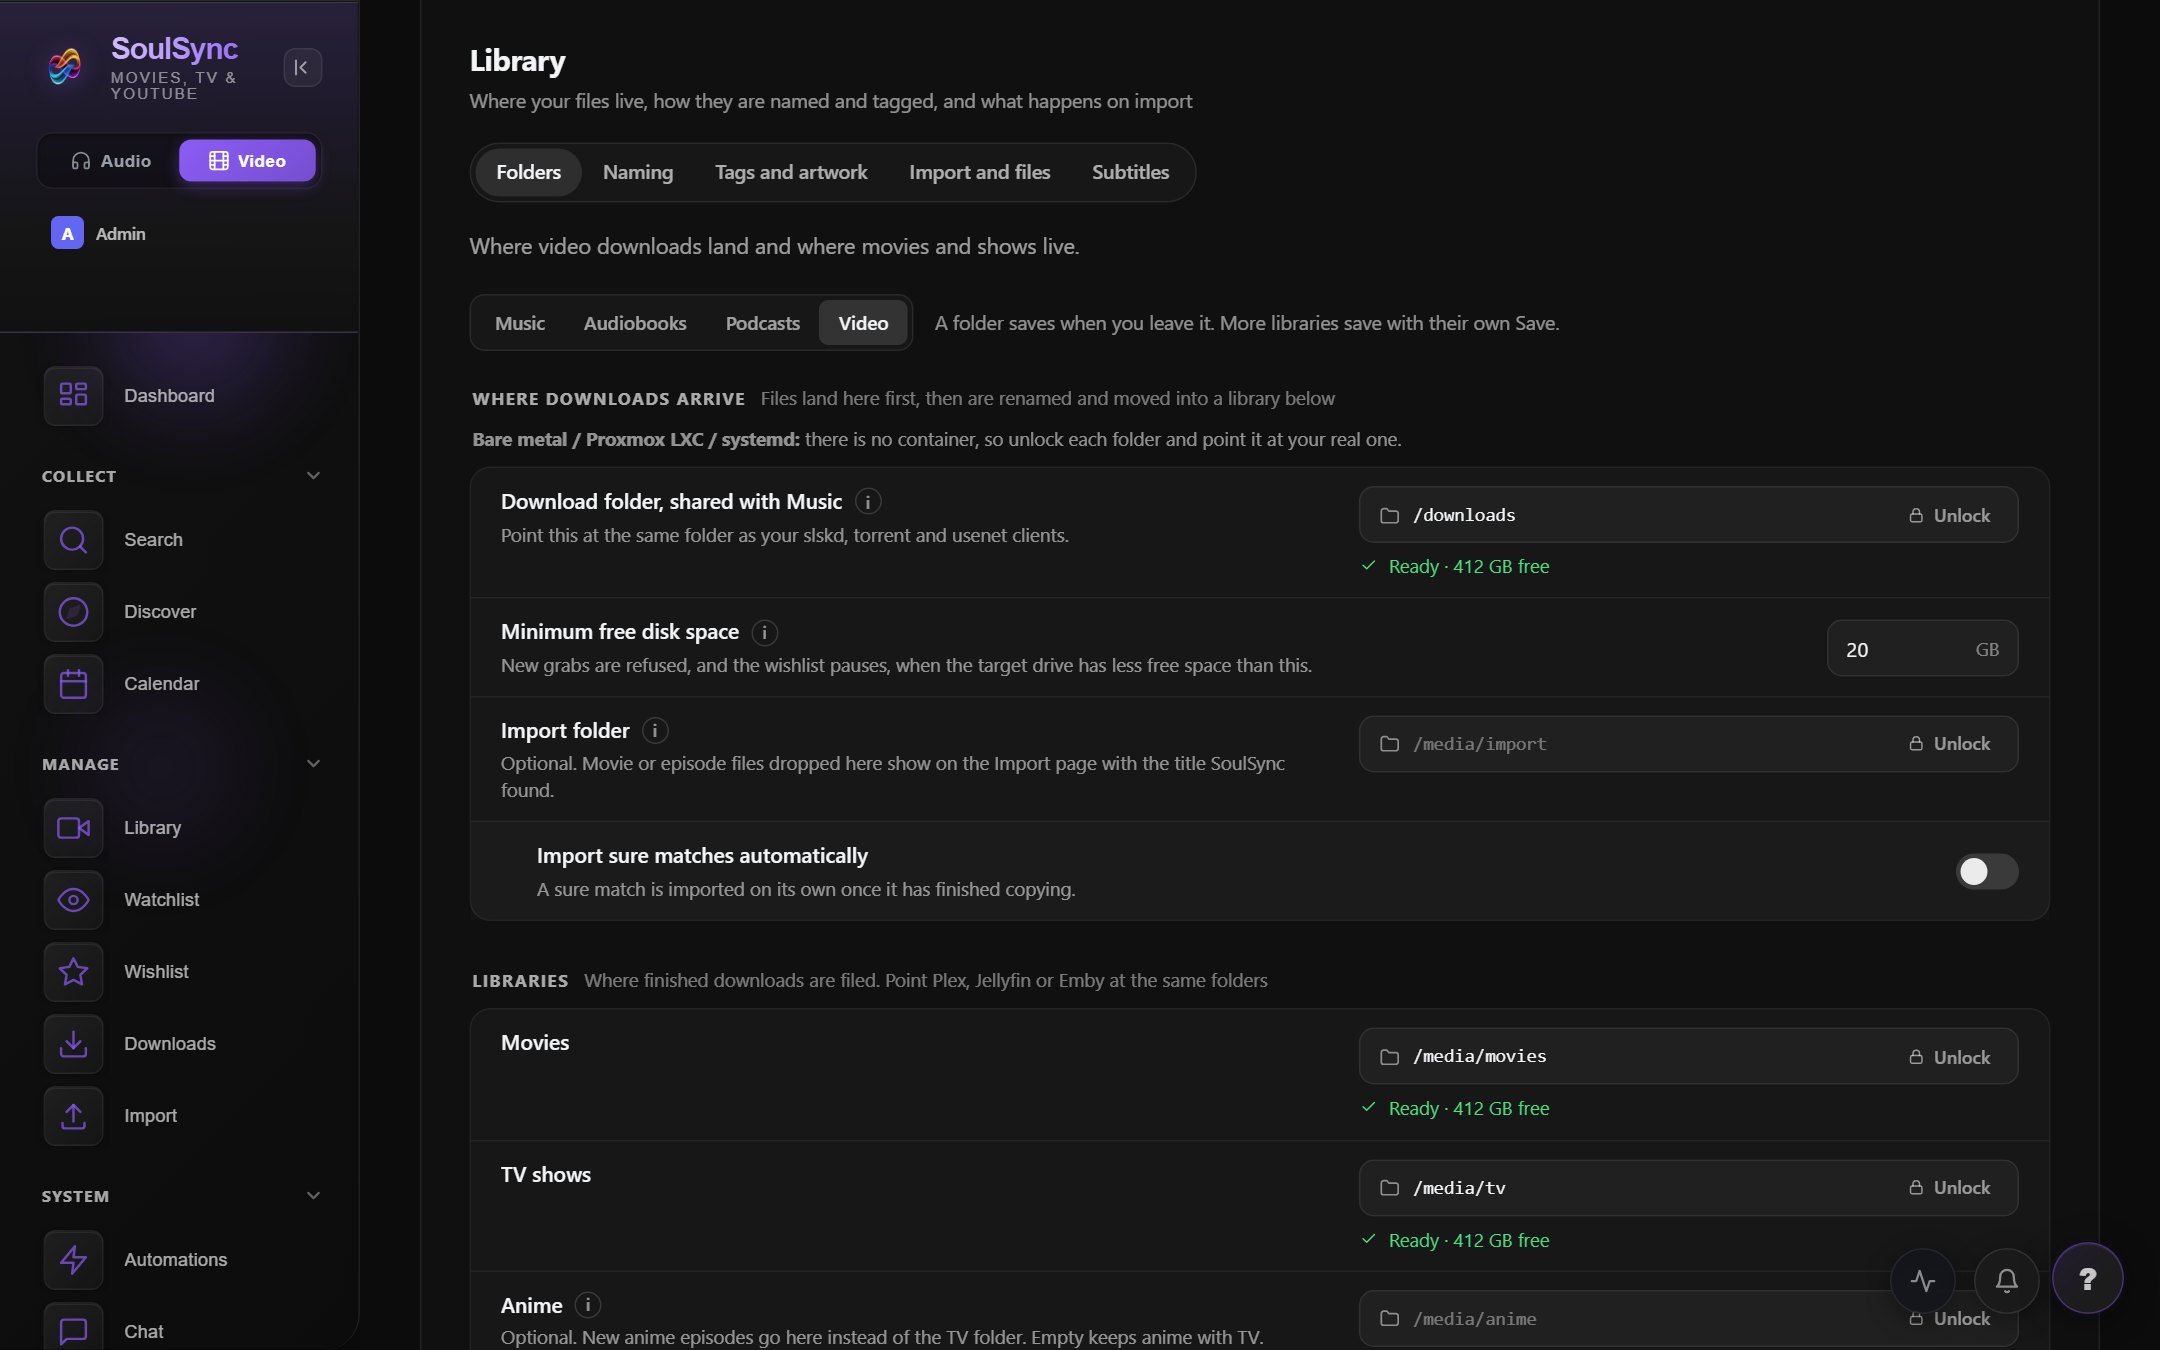 SoulSync
MOVIES, TV &
YOUTUBE
Audio
Video
A
Admin
Dashboard
COLLECT
Search
Discover
Calendar
MANAGE
Library
Watchlist
Wishlist
Downloads
Import
SYSTEM
Automations
Chat
Library
Where your files live, how they are named and tagged, and what happens on import
Folders
Naming
Tags and artwork
Import and files
Subtitles
Where video downloads land and where movies and shows live.
Music
Audiobooks
Podcasts
Video
A folder saves when you leave it. More libraries save with their own Save.
WHERE DOWNLOADS ARRIVE Files land here first, then are renamed and moved into a library below
Bare metal / Proxmox LXC / systemd: there is no container, so unlock each folder and point it at your real one.
Download folder, shared with Music i
Point this at the same folder as your slskd, torrent and usenet clients.
/downloads
Unlock
Ready · 412 GB free
Minimum free disk space i
New grabs are refused, and the wishlist pauses, when the target drive has less free space than this.
20
GB
Import folder i
Optional. Movie or episode files dropped here show on the Import page with the title SoulSync
found.
/media/import
Unlock
Import sure matches automatically
A sure match is imported on its own once it has finished copying.
LIBRARIES Where finished downloads are filed. Point Plex, Jellyfin or Emby at the same folders
Movies
/media/movies
Unlock
Ready · 412 GB free
TV shows
/media/tv
Unlock
Ready · 412 GB free
Anime i
Optional. New anime episodes go here instead of the TV folder. Empty keeps anime with TV.
/media/anime
Unlock
?